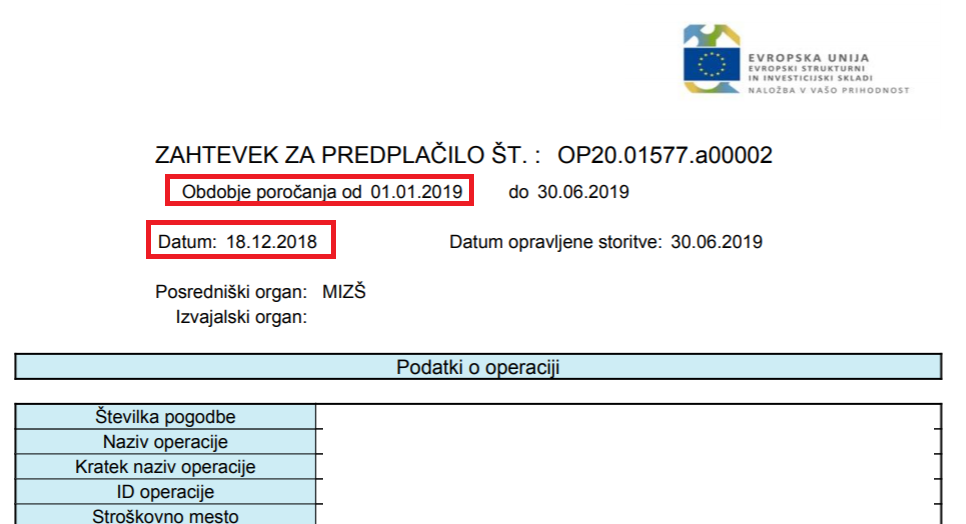 EVROPSKA UNIJA
EVROPSKI STRUKTURNI
IN INVESTICIJSKI SKLADI
NALOŽBA V VAŠO PRIHODNOST
ZAHTEVEK ZA PREDPLAČILO ŠT. : OP20.01577.a00002
Obdobje poročanja od 01.01.2019 do 30.06.2019
Datum: 18.12.2018 Datum opravljene storitve: 30.06.2019
Posredniški organ: MIZŠ
Izvajalski organ:
Podatki o operaciji
Številka pogodbe
Naziv operacije
Kratek naziv operacije
ID operacije
Stroškovno mesto